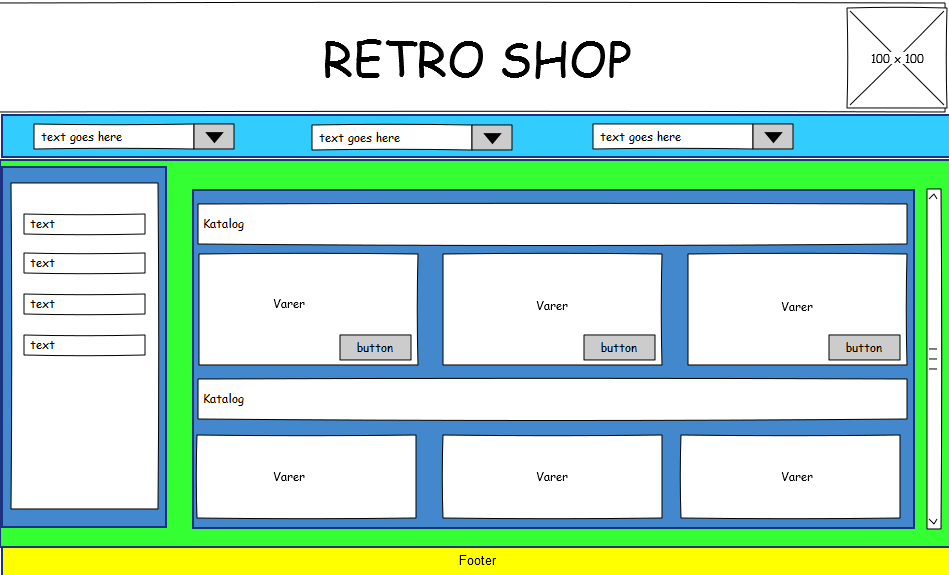 RETRO SHOP
100 x 100
text goes here
text goes here
text goes here
text
text
text
text
Katalog
Varer
Varer
Varer
button
button
button
Katalog
Varer
Varer
Varer
Footer